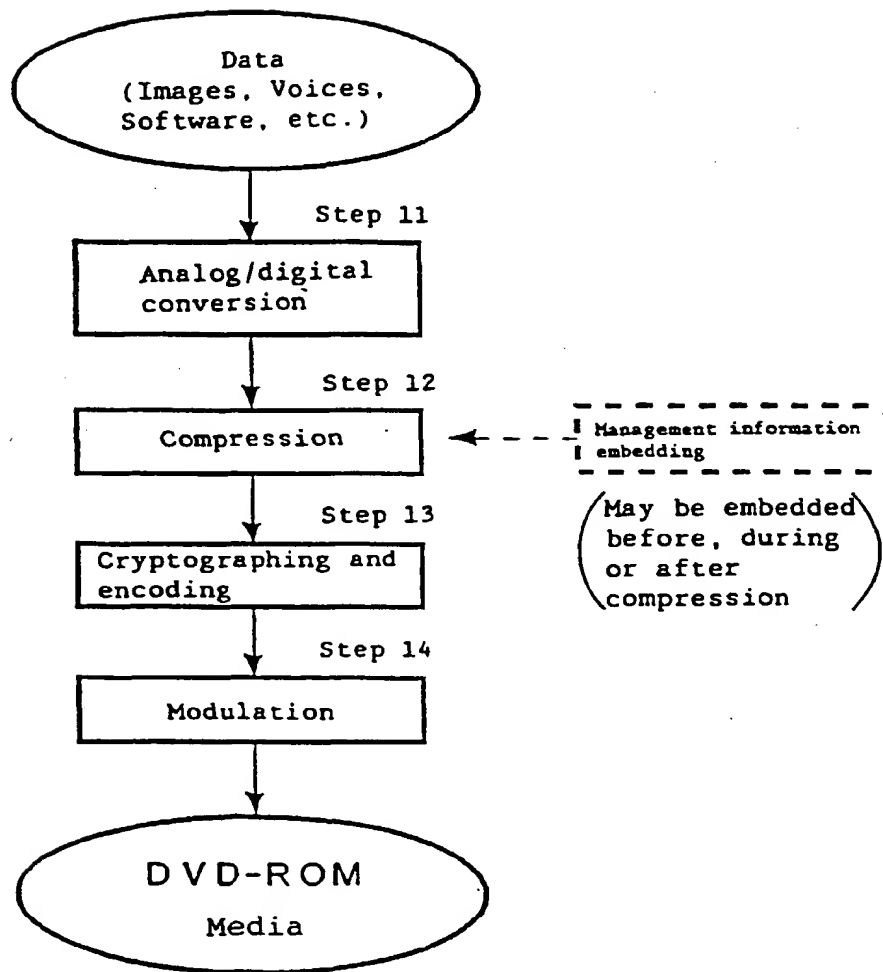 Data
(Images, Voices,
Software, etc.)
Step 11
Analog/digital
conversion
Step 12
Compression
Management information
embedding
(May be embedded
before, during
or after
compression)
Step 13
Cryptographing and
encoding
Step 14
Modulation
DVD-ROM
Media